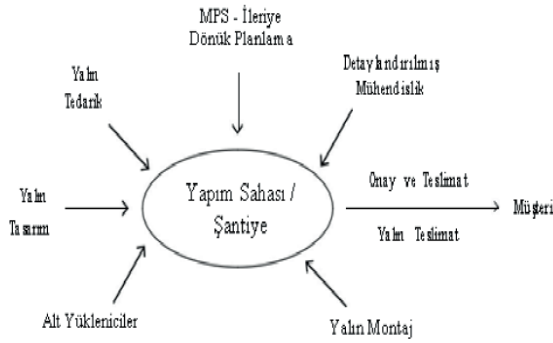 MPS - İleriye
Dönük Planlama
Yalın
Tedarik
Detaylandırılmış
Mühendislik
Yalın
Tasarım
Yapım Sahası /
Şantiye
Onay ve Teslimat
Yalın Teslimat
Müşteri
Alt Yükleniciler
Yalın Montaj